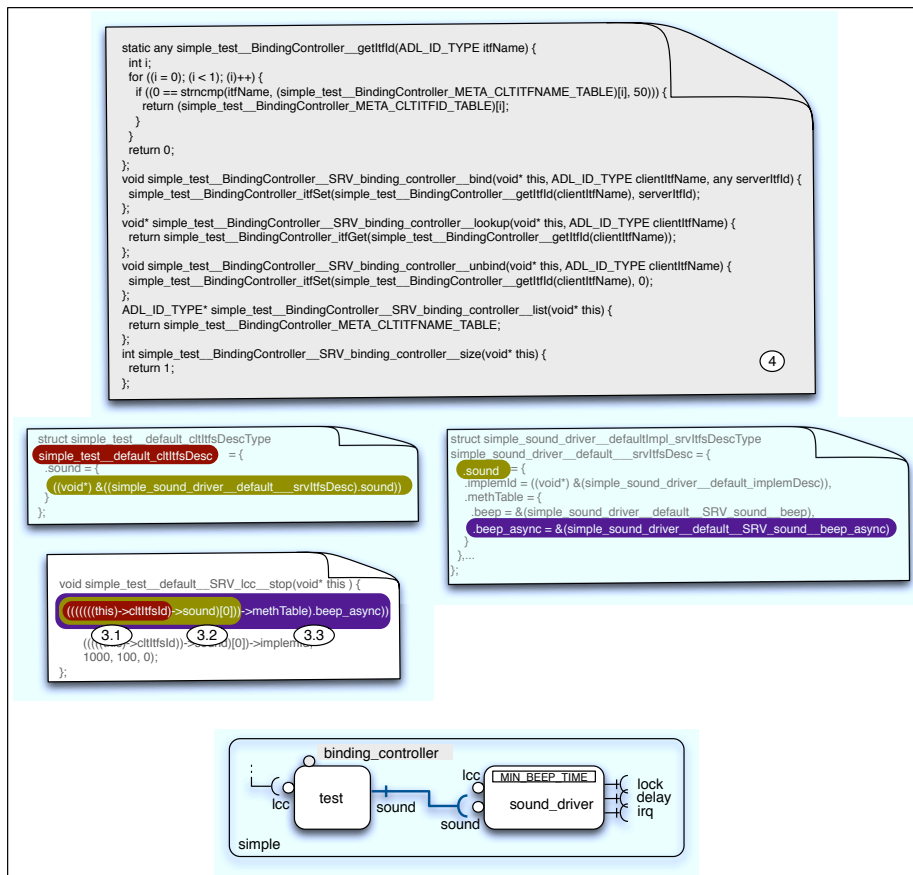 static any simple_test__BindingController__getItfId(ADL_ID_TYPE itfName) {
int i;
for ((i = 0); (i < 1); (i)++) {
if ((0 == strncmp(itfName, (simple_test__BindingController_META_CLTITFNAME_TABLE)[i], 50))) {
return (simple_test__BindingController_META_CLTITFID_TABLE)[i];
}
}
return 0;
};
void simple_test__BindingController__SRV_binding_controller__bind(void* this, ADL_ID_TYPE clientItfName, any serverItfId) {
simple_test__BindingController_itfSet(simple_test__BindingController__getItfId(clientItfName), serverItfId);
};
void* simple_test__BindingController__SRV_binding_controller__lookup(void* this, ADL_ID_TYPE clientItfName) {
return simple_test__BindingController_itfGet(simple_test__BindingController__getItfId(clientItfName));
};
void simple_test__BindingController__SRV_binding_controller__unbind(void* this, ADL_ID_TYPE clientItfName) {
simple_test__BindingController_itfSet(simple_test__BindingController__getItfId(clientItfName), 0);
};
ADL_ID_TYPE* simple_test__BindingController__SRV_binding_controller__list(void* this) {
return simple_test__BindingController_META_CLTITFNAME_TABLE;
};
int simple_test__BindingController__SRV_binding_controller__size(void* this) {
return 1;
};
4
struct simple_test__default_cltItfsDescType
simple_test__default_cltItfsDesc = {
.sound = {
((void*) &((simple_sound_driver__default___srvItfsDesc).sound))
}
};
struct simple_sound_driver__defaultImpl_srvItfsDescType
simple_sound_driver__default___srvItfsDesc = {
.sound = {
.implemId = ((void*) &(simple_sound_driver__default_implemDesc)),
.methTable = {
.beep = &(simple_sound_driver__default__SRV_sound__beep),
.beep_async = &(simple_sound_driver__default__SRV_sound__beep_async)
}
},...
};
void simple_test__default__SRV_lcc__stop(void* this ) {
(((((((this)->cltItfsId)->sound)[0]))->methTable).beep_async))
3.1 3.2 3.3
1000, 100, 0);
};
binding_controller
lcc
test
sound
lcc
MIN_BEEP_TIME
sound_driver
sound
lock
delay
irq
simple